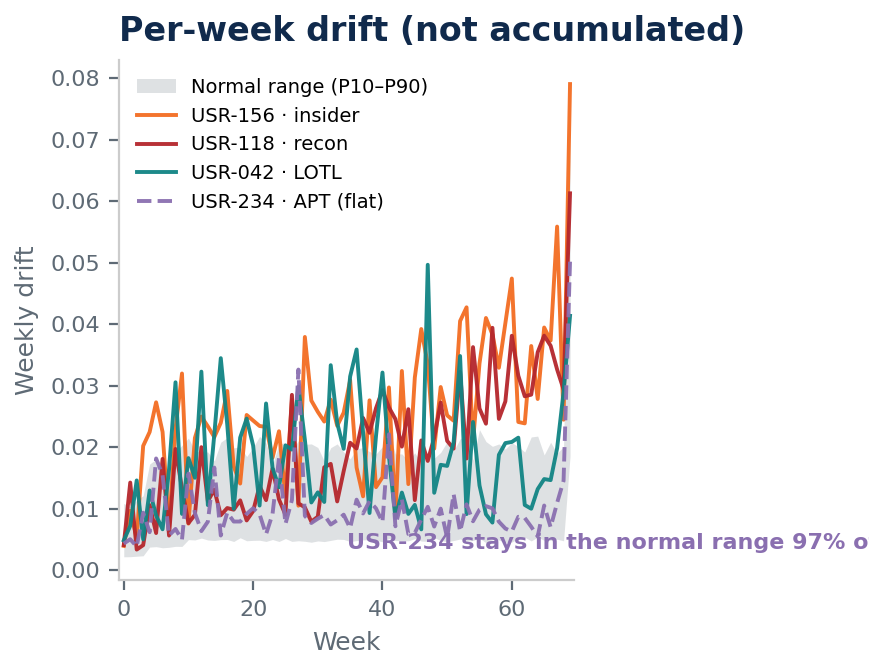 Per-week drift (not accumulated)
Normal range (P10–P90)
USR-156 · insider
USR-118 · recon
USR-042 · LOTL
USR-234 · APT (flat)
0.08
0.07
0.06
0.05
0.04
0.03
0.02
0.01
0.00
Weekly drift
USR-234 stays in the normal range 97% o
0
20
40
60
Week